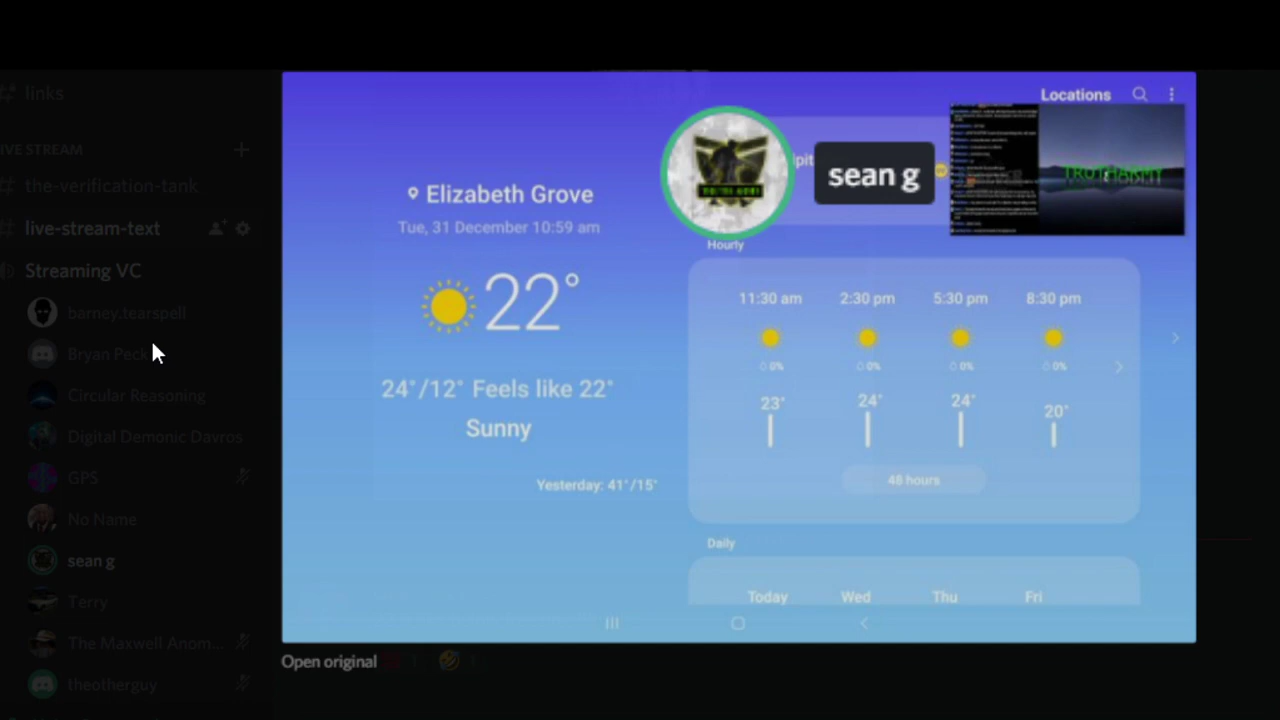 links
IVE STREAM
the-verification-tank
live-stream-text
Streaming VC
barney.tearspell
Bryan Peck
Circular Reasoning
Digital Demonic Davros
GPS
No Name
sean g
Terry
The Maxwell Anom...
theotherguy
Locations
Elizabeth Grove
Tue, 31 December 10:59 am
22°
24°/12° Feels like 22°
Sunny
Yesterday: 41°/15°
sean g
Hourly
11:30 am 2:30 pm 5:30 pm 8:30 pm
0% 0% 0% 0%
23° 24° 24° 20°
48 hours
Daily
Today Wed Thu Fri
Open original